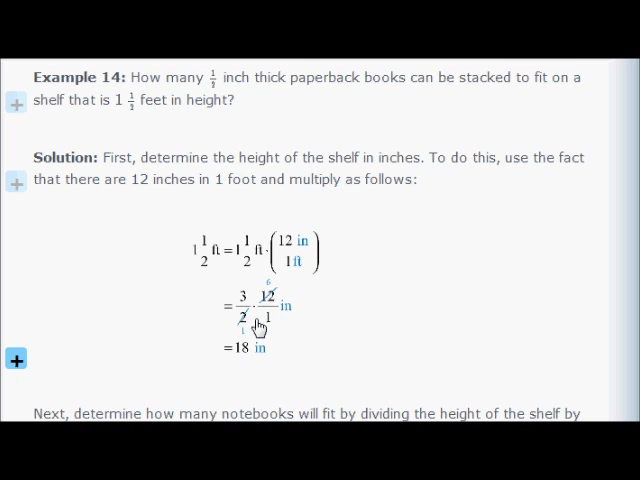 Example 14: How many 1/2 inch thick paperback books can be stacked to fit on a
shelf that is 1 1/2 feet in height?
Solution: First, determine the height of the shelf in inches. To do this, use the fact
that there are 12 inches in 1 foot and multiply as follows:
1 1/2 ft = 1 1/2 ft · (12 in / 1 ft)
= 3/2 · 12/1 in
6
1
= 18 in
Next, determine how many notebooks will fit by dividing the height of the shelf by